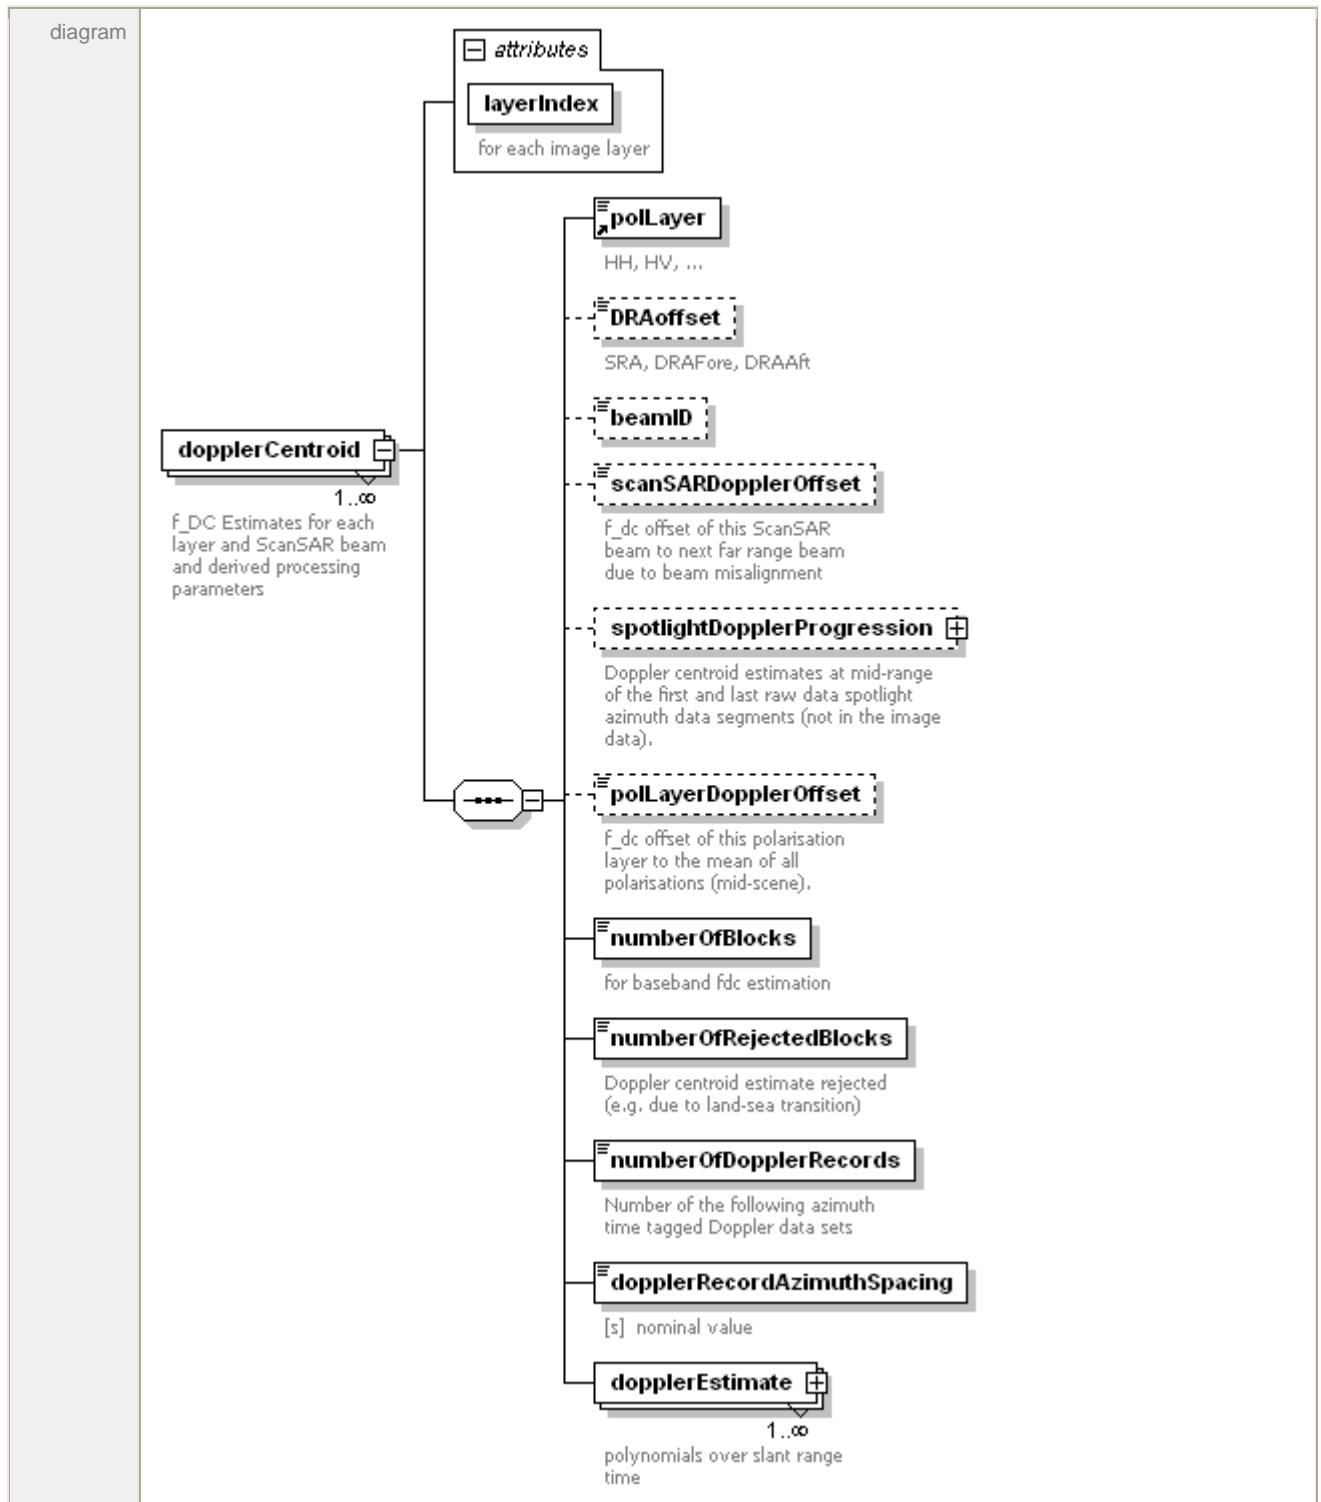 diagram
attributes
layerIndex
for each image layer
polLayer
HH, HV, ...
DRAoffset
SRA, DRAFore, DRAAft
beamID
dopplerCentroid
1..∞
f_DC Estimates for each
layer and ScanSAR beam
and derived processing
parameters
scanSARDopplerOffset
f_dc offset of this ScanSAR
beam to next far range beam
due to beam misalignment
spotlightDopplerProgression
Doppler centroid estimates at mid-range
of the first and last raw data spotlight
azimuth data segments (not in the image
data).
polLayerDopplerOffset
f_dc offset of this polarisation
layer to the mean of all
polarisations (mid-scene).
numberOfBlocks
for baseband fdc estimation
numberOfRejectedBlocks
Doppler centroid estimate rejected
(e.g. due to land-sea transition)
numberOfDopplerRecords
Number of the following azimuth
time tagged Doppler data sets
dopplerRecordAzimuthSpacing
[s] nominal value
dopplerEstimate
1..∞
polynomials over slant range
time